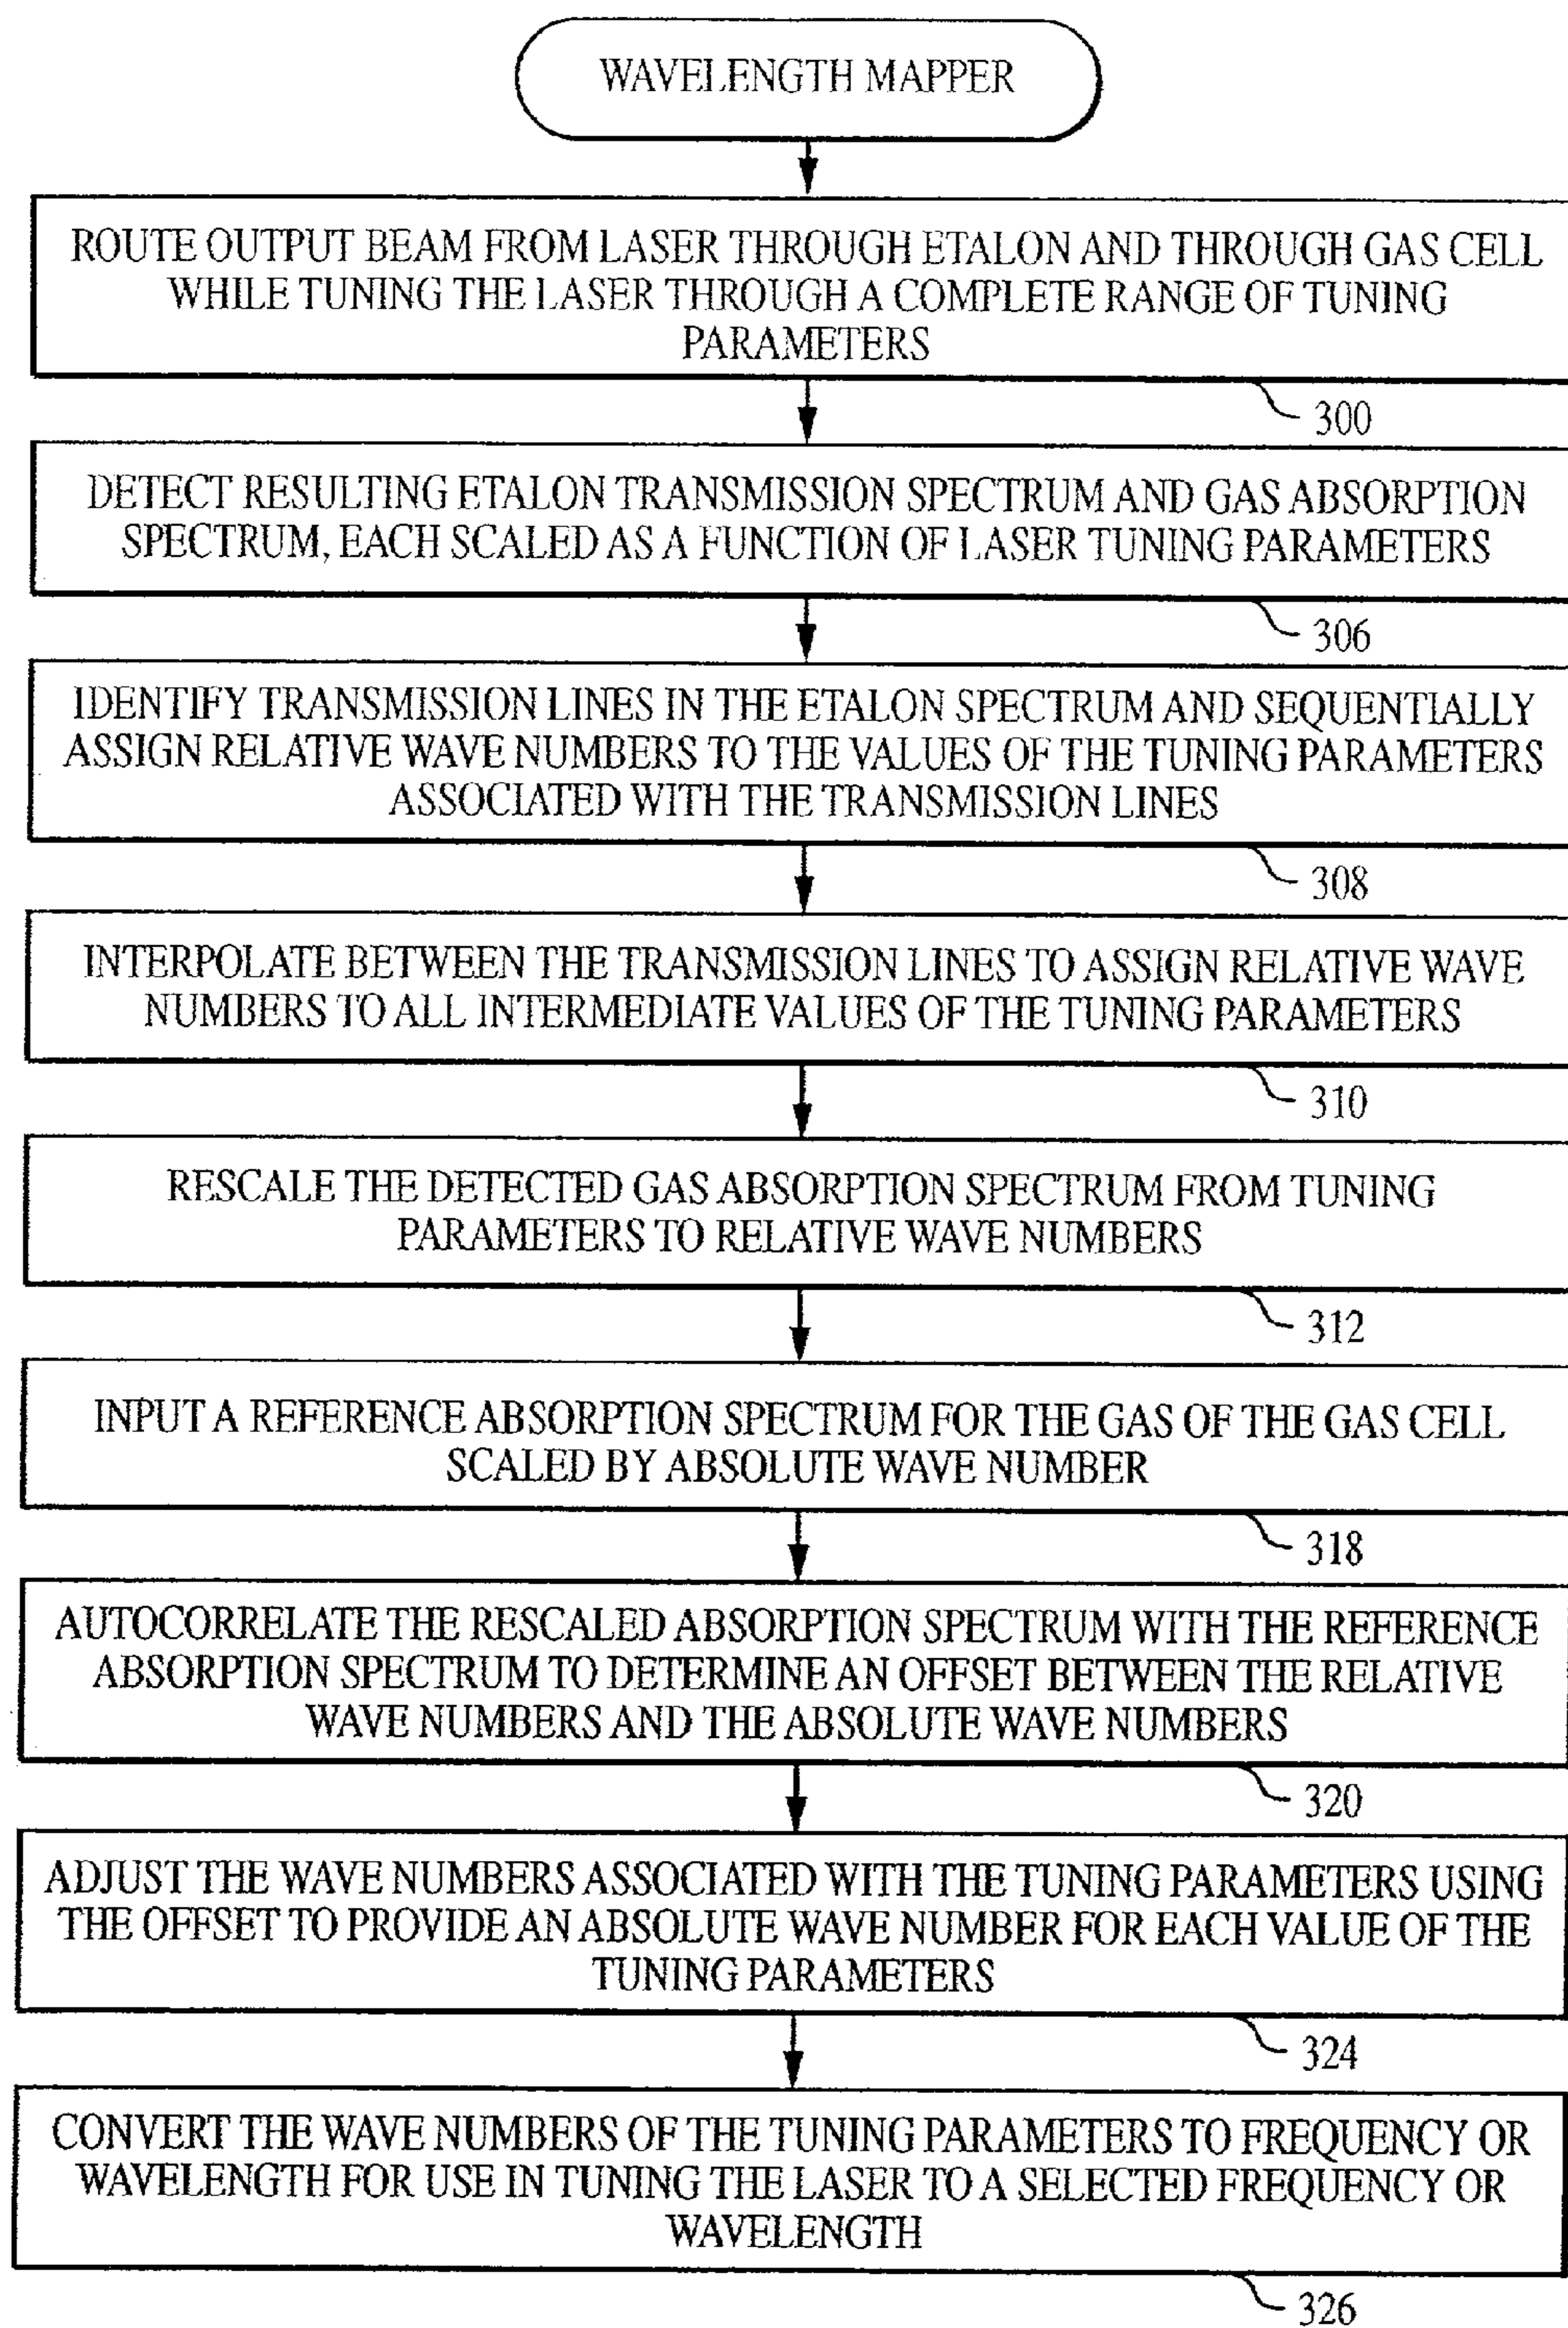 WAVELENGTH MAPPER
ROUTE OUTPUT BEAM FROM LASER THROUGH ETALON AND THROUGH GAS CELL
WHILE TUNING THE LASER THROUGH A COMPLETE RANGE OF TUNING
PARAMETERS
300
DETECT RESULTING ETALON TRANSMISSION SPECTRUM AND GAS ABSORPTION
SPECTRUM, EACH SCALED AS A FUNCTION OF LASER TUNING PARAMETERS
306
IDENTIFY TRANSMISSION LINES IN THE ETALON SPECTRUM AND SEQUENTIALLY
ASSIGN RELATIVE WAVE NUMBERS TO THE VALUES OF THE TUNING PARAMETERS
ASSOCIATED WITH THE TRANSMISSION LINES
308
INTERPOLATE BETWEEN THE TRANSMISSION LINES TO ASSIGN RELATIVE WAVE
NUMBERS TO ALL INTERMEDIATE VALUES OF THE TUNING PARAMETERS
310
RESCALE THE DETECTED GAS ABSORPTION SPECTRUM FROM TUNING
PARAMETERS TO RELATIVE WAVE NUMBERS
312
INPUT A REFERENCE ABSORPTION SPECTRUM FOR THE GAS OF THE GAS CELL
SCALED BY ABSOLUTE WAVE NUMBER
318
AUTOCORRELATE THE RESCALED ABSORPTION SPECTRUM WITH THE REFERENCE
ABSORPTION SPECTRUM TO DETERMINE AN OFFSET BETWEEN THE RELATIVE
WAVE NUMBERS AND THE ABSOLUTE WAVE NUMBERS
320
ADJUST THE WAVE NUMBERS ASSOCIATED WITH THE TUNING PARAMETERS USING
THE OFFSET TO PROVIDE AN ABSOLUTE WAVE NUMBER FOR EACH VALUE OF THE
TUNING PARAMETERS
324
CONVERT THE WAVE NUMBERS OF THE TUNING PARAMETERS TO FREQUENCY OR
WAVELENGTH FOR USE IN TUNING THE LASER TO A SELECTED FREQUENCY OR
WAVELENGTH
326